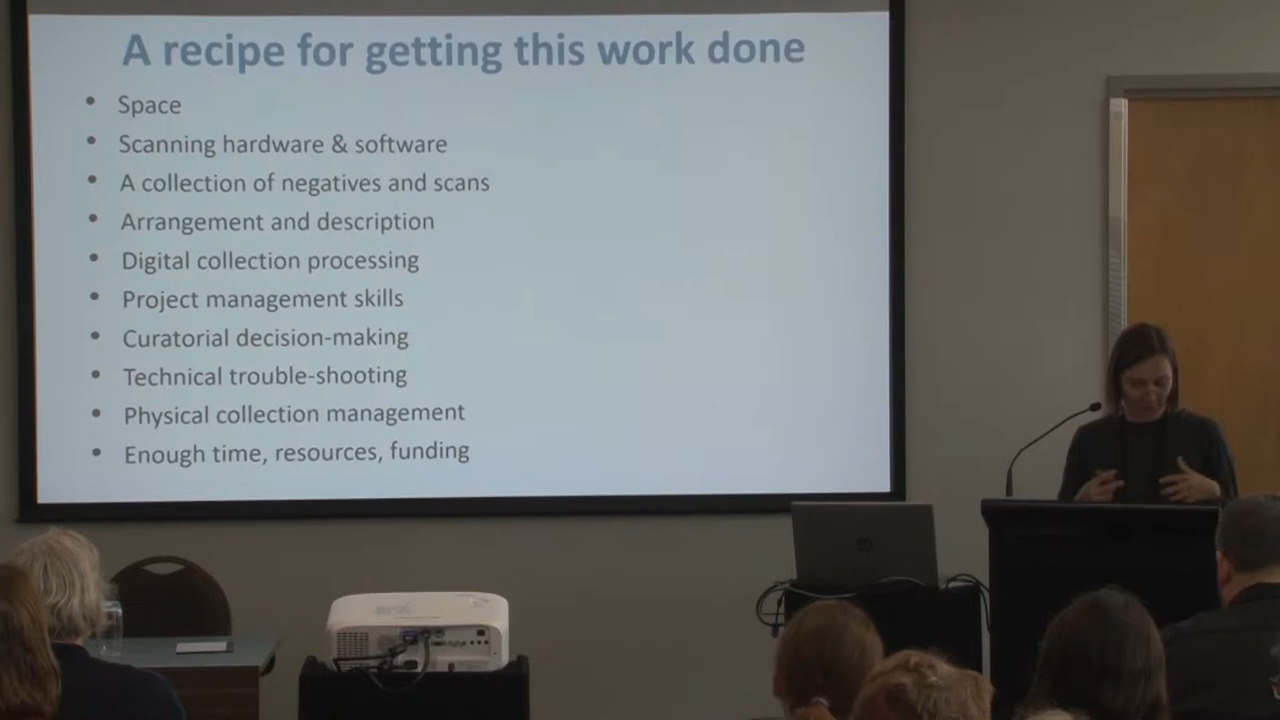 A recipe for getting this work done
• Space
• Scanning hardware & software
• A collection of negatives and scans
• Arrangement and description
• Digital collection processing
• Project management skills
• Curatorial decision-making
• Technical trouble-shooting
• Physical collection management
• Enough time, resources, funding